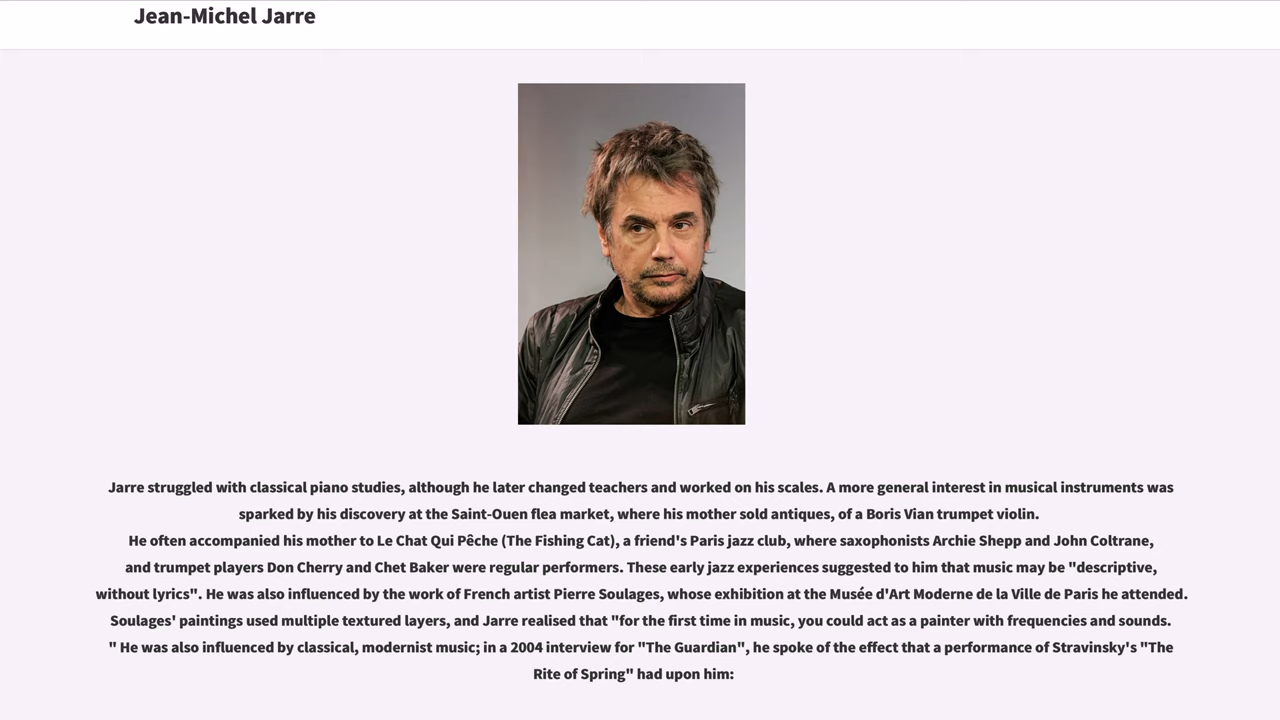 Jean-Michel Jarre
Jarre struggled with classical piano studies, although he later changed teachers and worked on his scales. A more general interest in musical instruments was
sparked by his discovery at the Saint-Ouen flea market, where his mother sold antiques, of a Boris Vian trumpet violin.
He often accompanied his mother to Le Chat Qui Pêche (The Fishing Cat), a friend's Paris jazz club, where saxophonists Archie Shepp and John Coltrane,
and trumpet players Don Cherry and Chet Baker were regular performers. These early jazz experiences suggested to him that music may be "descriptive,
without lyrics". He was also influenced by the work of French artist Pierre Soulages, whose exhibition at the Musée d'Art Moderne de la Ville de Paris he attended.
Soulages' paintings used multiple textured layers, and Jarre realised that "for the first time in music, you could act as a painter with frequencies and sounds.
" He was also influenced by classical, modernist music; in a 2004 interview for "The Guardian", he spoke of the effect that a performance of Stravinsky's "The
Rite of Spring" had upon him: